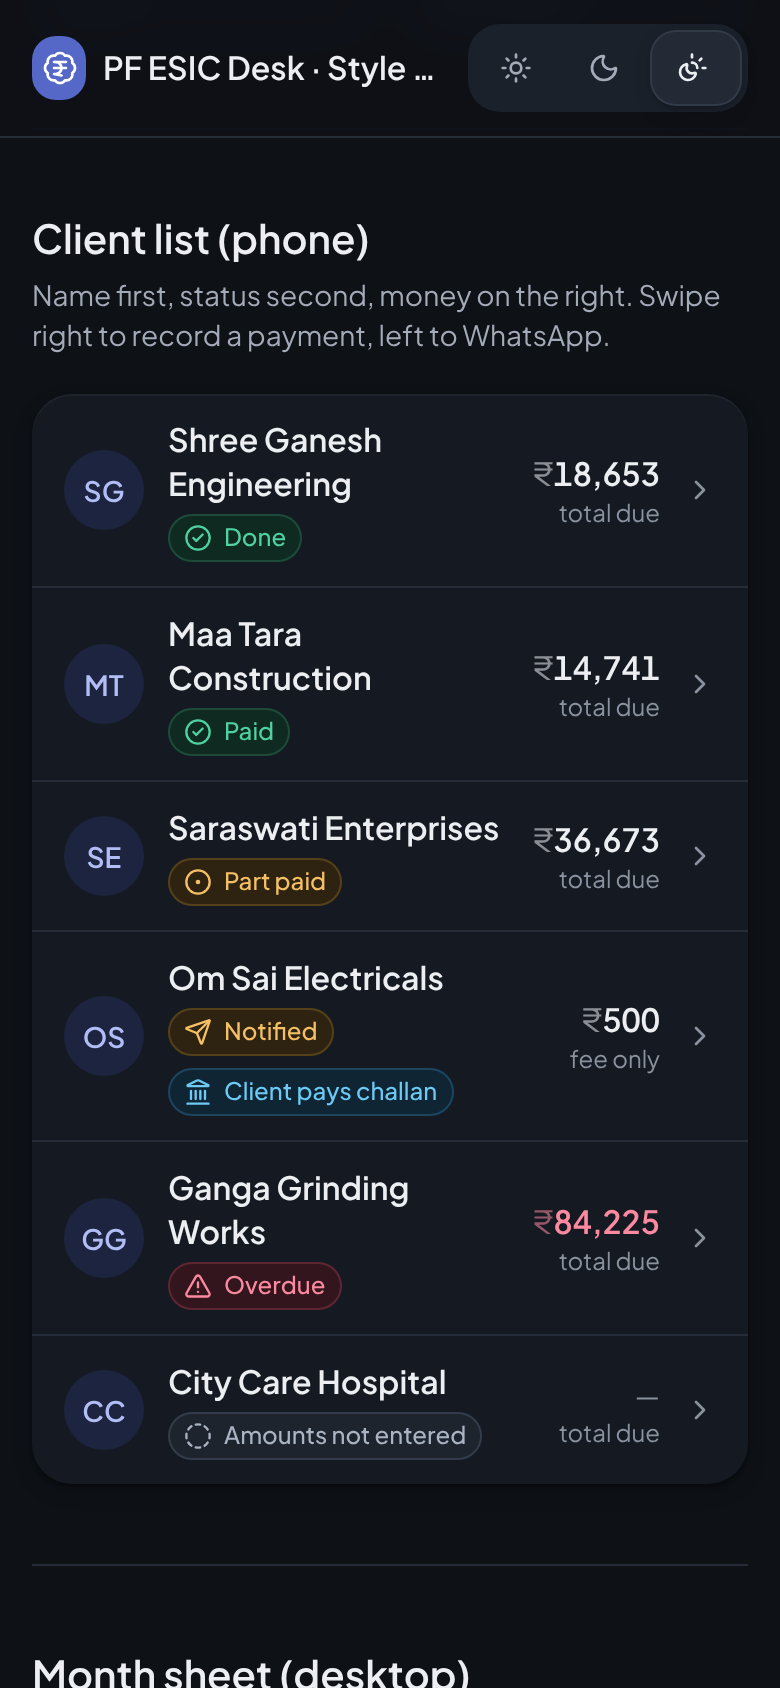 PF ESIC Desk · Style ...
Client list (phone)
Name first, status second, money on the right. Swipe
right to record a payment, left to WhatsApp.
SG
Shree Ganesh
Engineering
Done
₹18,653
total due
MT
Maa Tara
Construction
Paid
₹14,741
total due
SE
Saraswati Enterprises
Part paid
₹36,673
total due
OS
Om Sai Electricals
Notified
Client pays challan
₹500
fee only
GG
Ganga Grinding
Works
Overdue
₹84,225
total due
CC
City Care Hospital
Amounts not entered
—
total due
Month sheet (desktop)